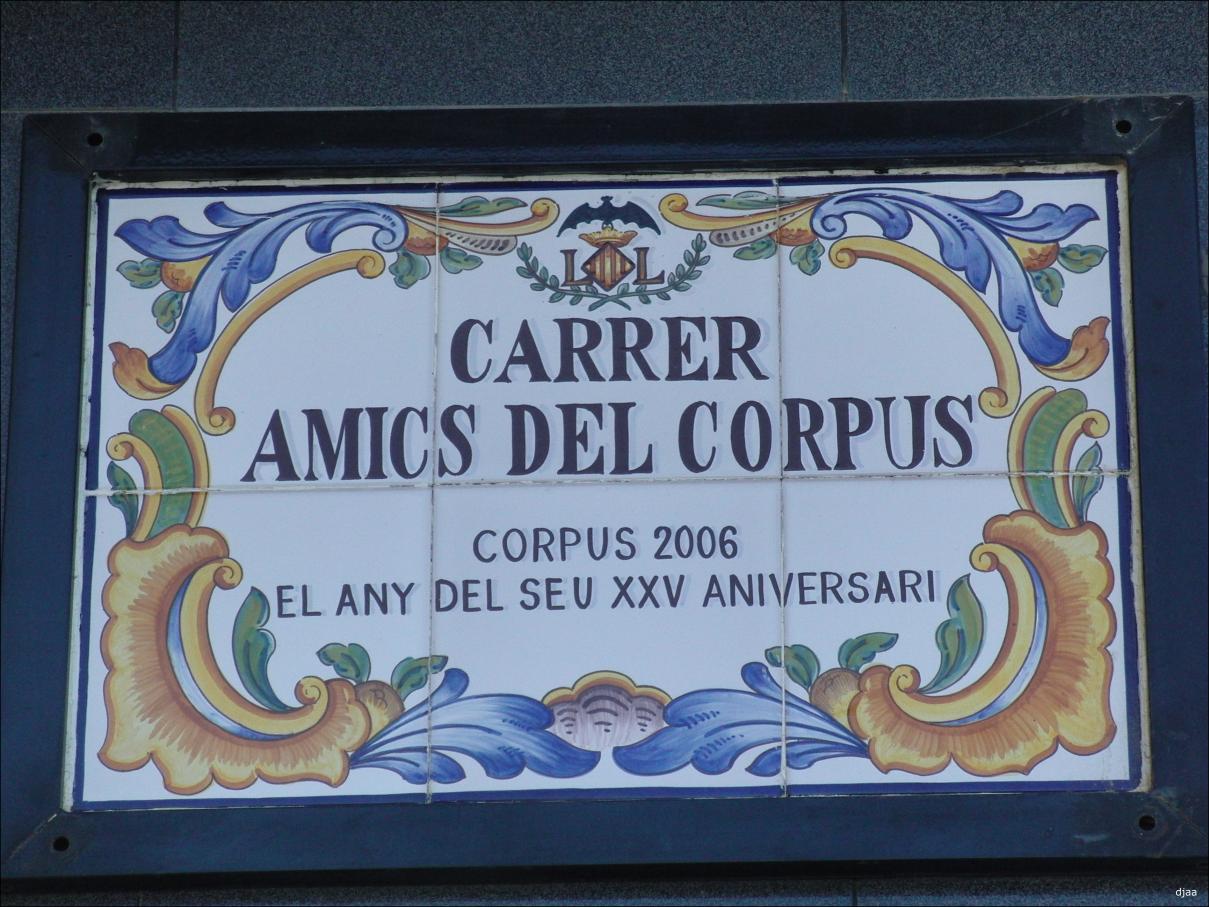 L L
CARRER
AMICS DEL CORPUS
CORPUS 2006
EL ANY DEL SEU XXV ANIVERSARI
djaa